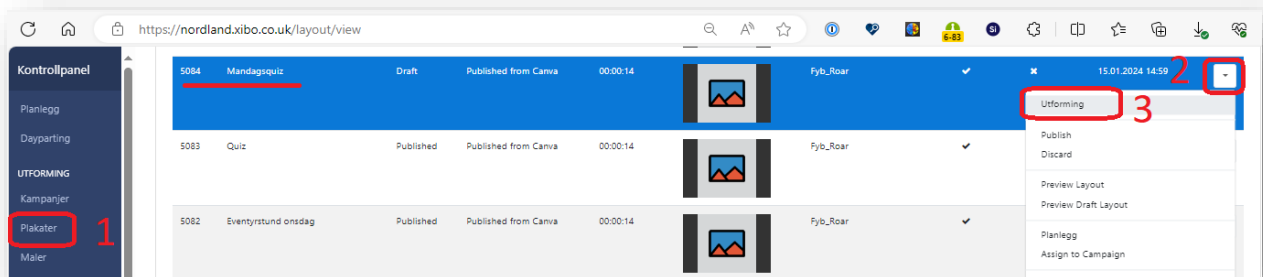 https://nordland.xibo.co.uk/layout/view
6-83
SI
Kontrollpanel
Planlegg
Dayparting
UTFORMING
Kampanjer
Plakater
1
Maler
5084 Mandagsquiz Draft Published from Canva 00:00:14 Fyb_Roar 15.01.2024 14:59
2
Utforming
3
Publish
Discard
Preview Layout
Preview Draft Layout
Planlegg
Assign to Campaign
5083 Quiz Published Published from Canva 00:00:14 Fyb_Roar
5082 Eventyrstund onsdag Published Published from Canva 00:00:14 Fyb_Roar